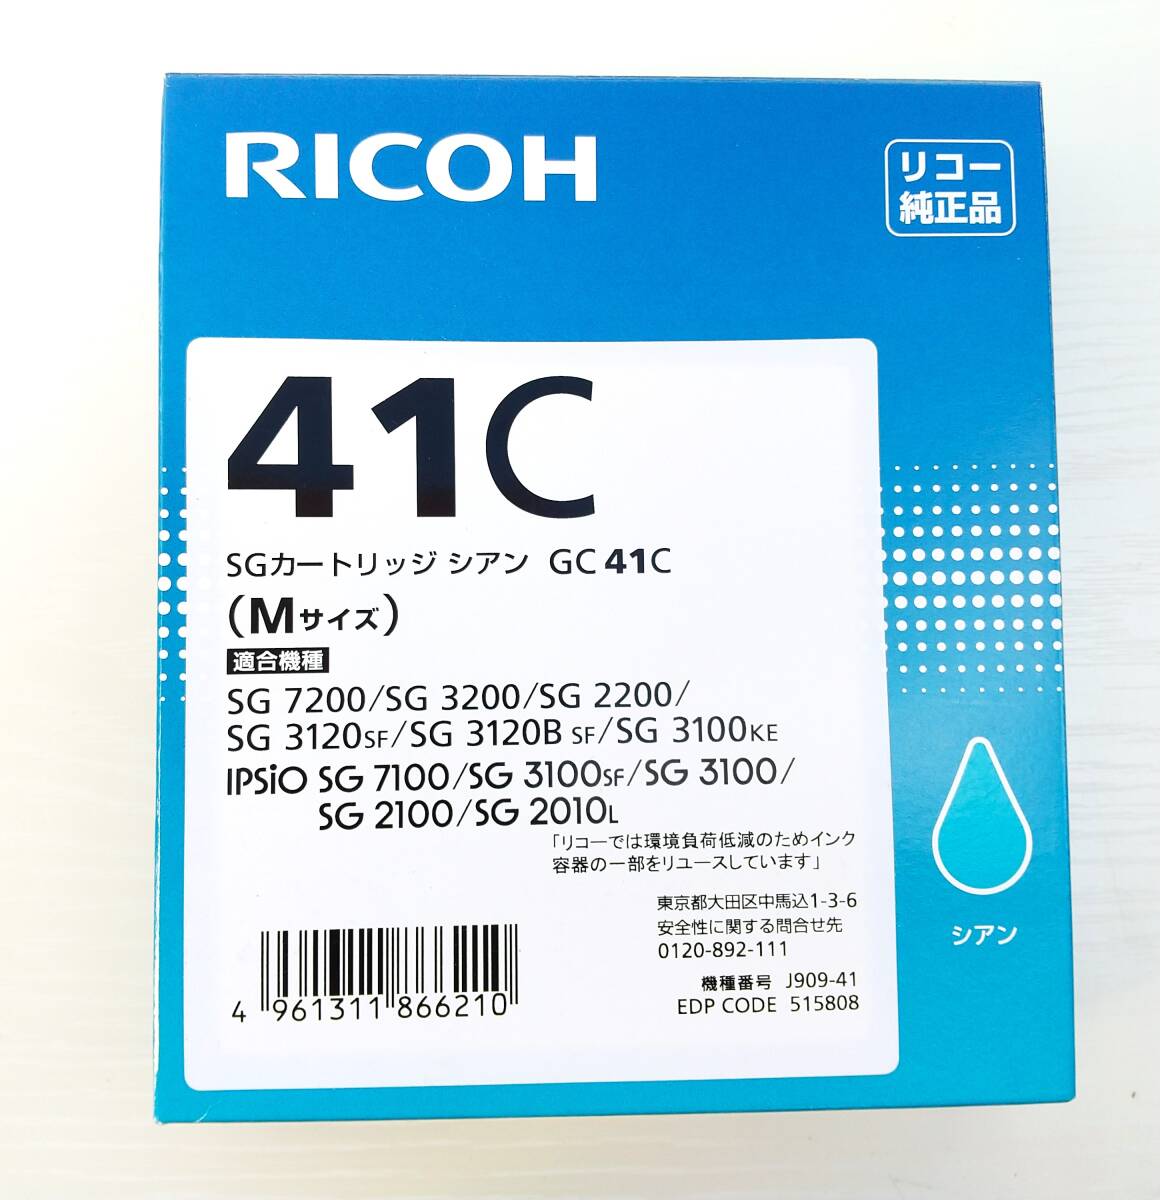 RICOH
リコー
純正品
41C
SGカートリッジ シアン GC 41C
(Mサイズ)
適合機種
SG 7200/SG 3200/SG 2200/
SG 3120SF/SG 3120B SF/SG 3100KE
IPSiO SG 7100/SG 3100SF/SG 3100/
SG 2100/SG 2010L
「リコーでは環境負荷低減のためインク
容器の一部をリユースしています」
東京都大田区中馬込1-3-6
安全性に関する問合せ先
0120-892-111
機種番号 J909-41
EDP CODE 515808
4 961311 866210
シアン